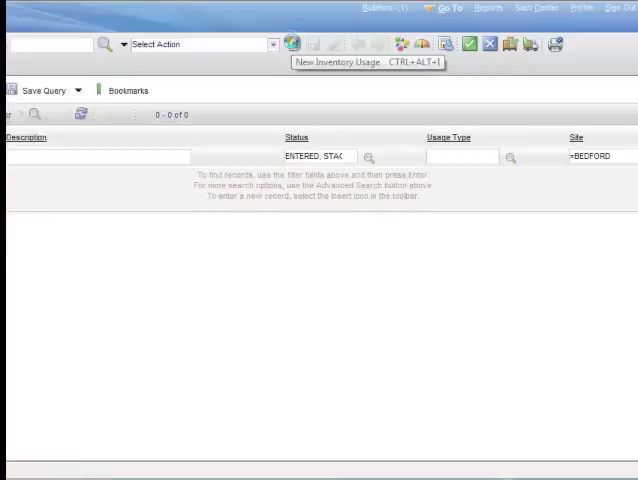 Bulletins: (1) Go To Reports Start Center Profile Sign Out
Select Action
New Inventory Usage CTRL+ALT+I
Save Query Bookmarks
0 - 0 of 0
Description Status Usage Type Site
ENTERED, STAG =BEDFORD
To find records, use the filter fields above and then press Enter.
For more search options, use the Advanced Search button above.
To enter a new record, select the Insert icon in the toolbar.